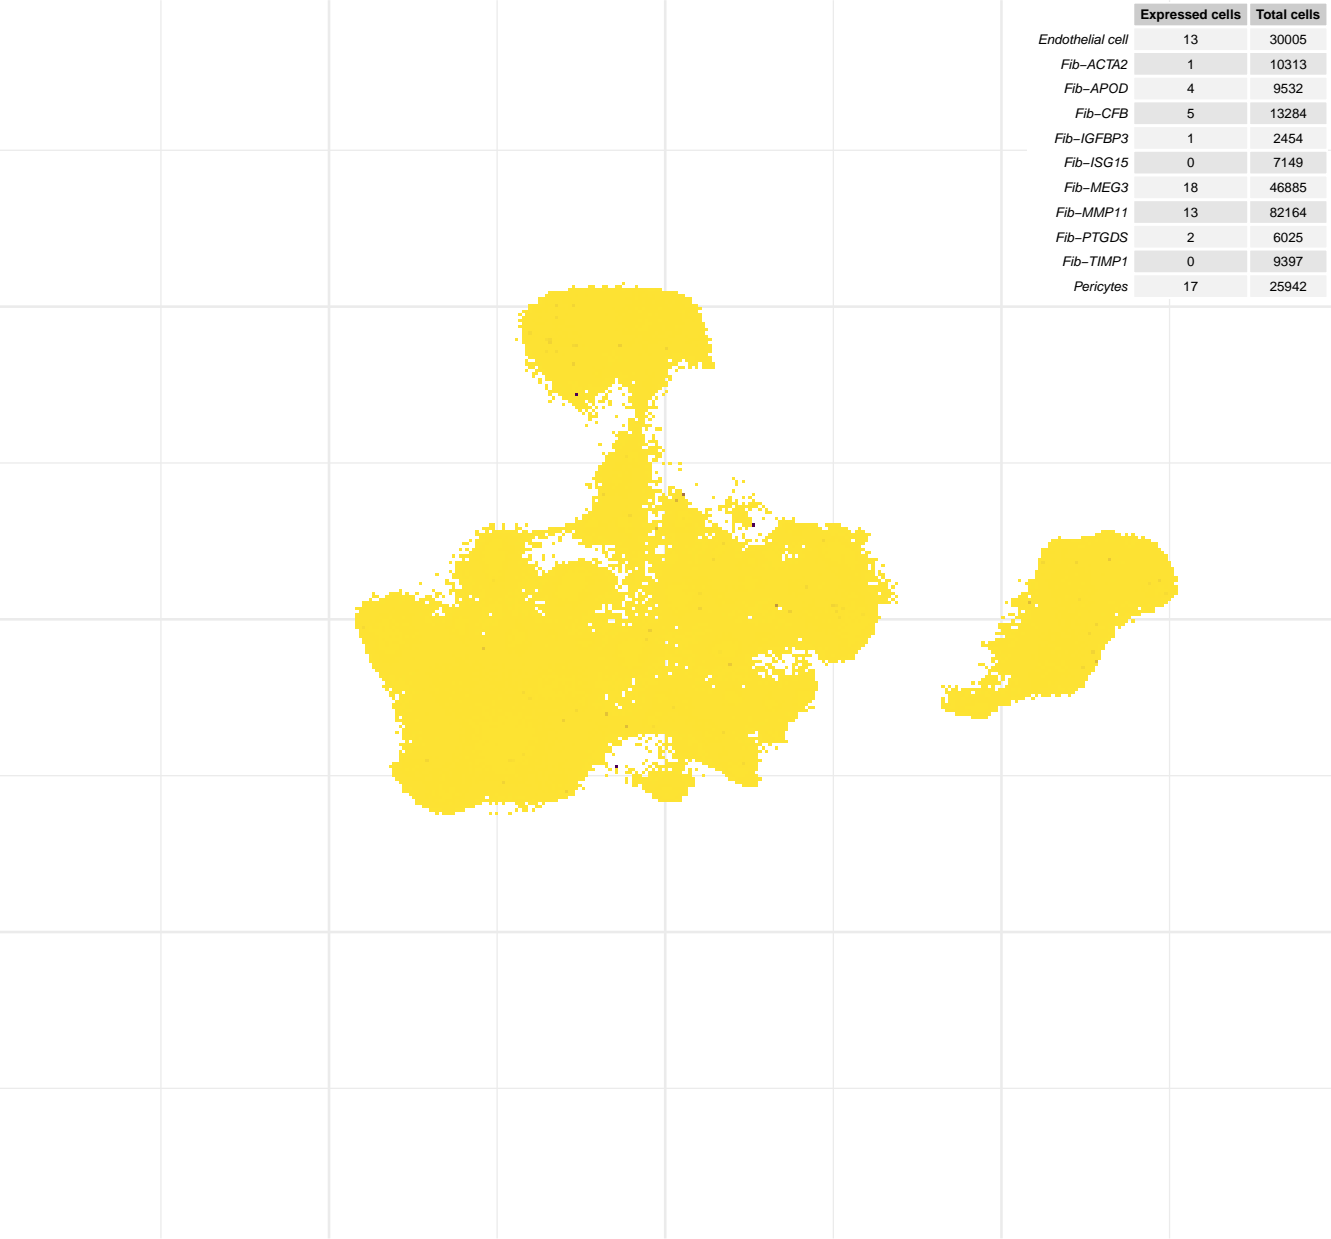 Expressed cells Total cells
Endothelial cell 13 30005
Fib−ACTA2 1 10313
Fib−APOD 4 9532
Fib−CFB 5 13284
Fib−IGFBP3 1 2454
Fib−ISG15 0 7149
Fib−MEG3 18 46885
Fib−MMP11 13 82164
Fib−PTGDS 2 6025
Fib−TIMP1 0 9397
Pericytes 17 25942